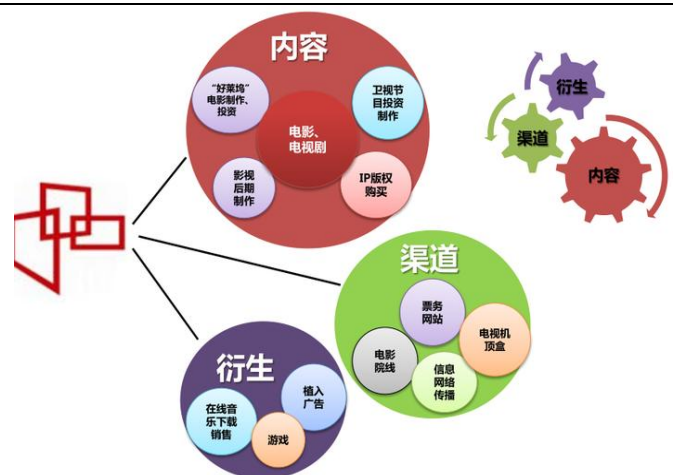 内容
“好莱坞”
电影制作、
投资
卫视节
目投资
制作
电影、
电视剧
影视
后期
制作
IP版权
购买
衍生
渠道
内容
渠道
票务
网站
电视机
顶盒
电影
院线
信息
网络
传播
衍生
植入
广告
在线音
乐下载
销售
游戏